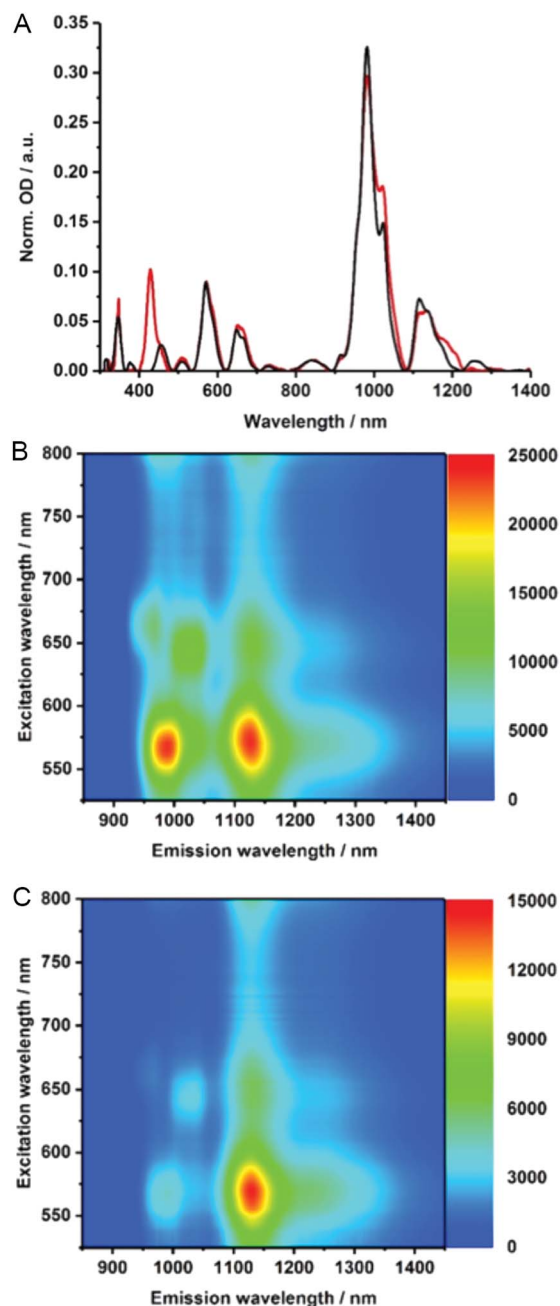 A
Norm. OD / a.u.
0.35
0.30
0.25
0.20
0.15
0.10
0.05
0.00
400 600 800 1000 1200 1400
Wavelength / nm
B
Excitation wavelength / nm
800
750
700
650
600
550
900 1000 1100 1200 1300 1400
Emission wavelength / nm
25000
20000
15000
10000
5000
0
C
Excitation wavelength / nm
800
750
700
650
600
550
900 1000 1100 1200 1300 1400
Emission wavelength / nm
15000
12000
9000
6000
3000
0